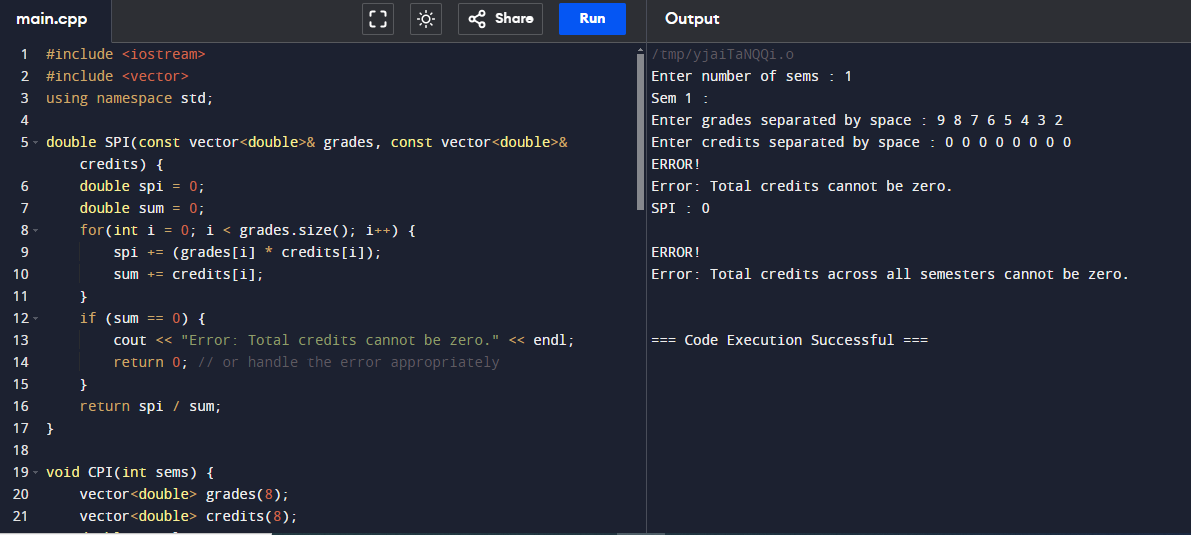 main.cpp
Share
Run
Output
1 #include <iostream>
2 #include <vector>
3 using namespace std;
4
5 double SPI(const vector<double>& grades, const vector<double>&
credits) {
6 double spi = 0;
7 double sum = 0;
8 for(int i = 0; i < grades.size(); i++) {
9 spi += (grades[i] * credits[i]);
10 sum += credits[i];
11 }
12 if (sum == 0) {
13 cout << "Error: Total credits cannot be zero." << endl;
14 return 0; // or handle the error appropriately
15 }
16 return spi / sum;
17 }
18
19 void CPI(int sems) {
20 vector<double> grades(8);
21 vector<double> credits(8);
/tmp/yjaiTaNQQi.o
Enter number of sems : 1
Sem 1 :
Enter grades separated by space : 9 8 7 6 5 4 3 2
Enter credits separated by space : 0 0 0 0 0 0 0 0
ERROR!
Error: Total credits cannot be zero.
SPI : 0
ERROR!
Error: Total credits across all semesters cannot be zero.
=== Code Execution Successful ===